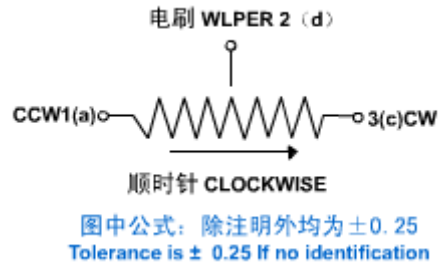 电刷 WLPER 2（d）
CCW1(a)
3(c)CW
顺时针 CLOCKWISE
图中公式：除注明外均为±0.25
Tolerance is ± 0.25 If no identification